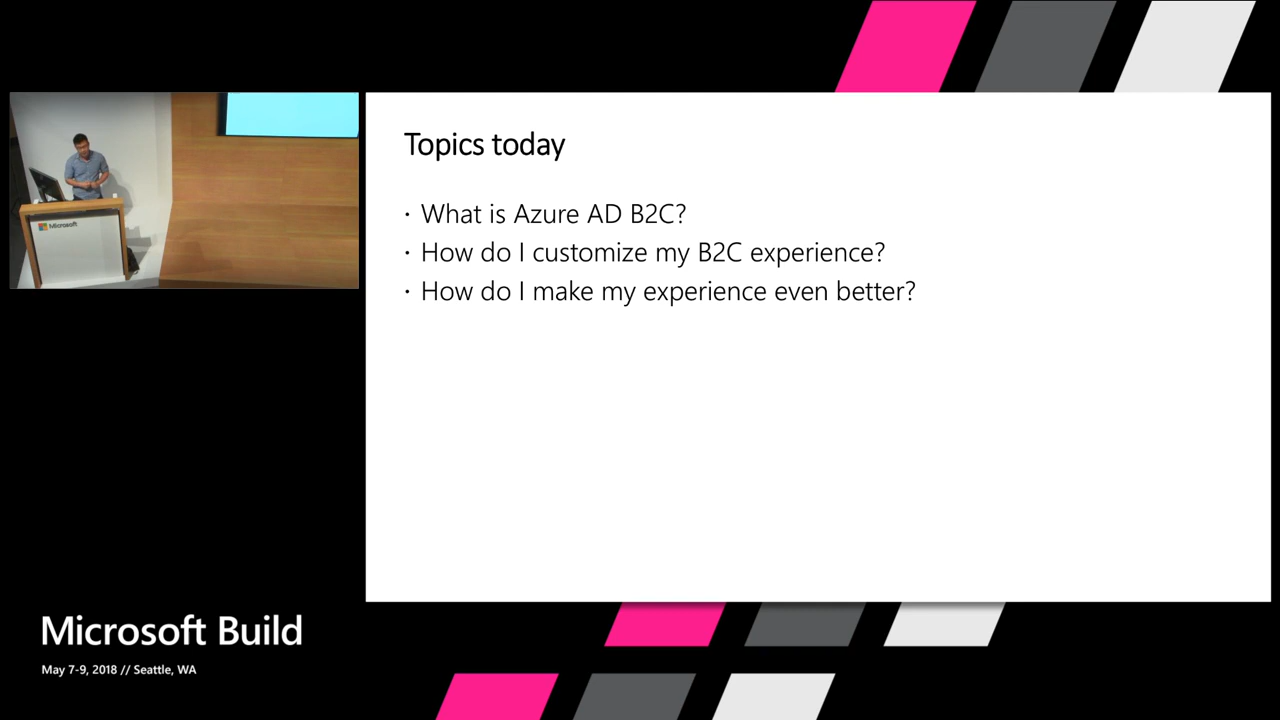 Microsoft
Topics today
· What is Azure AD B2C?
· How do I customize my B2C experience?
· How do I make my experience even better?
Microsoft Build
May 7-9, 2018 // Seattle, WA